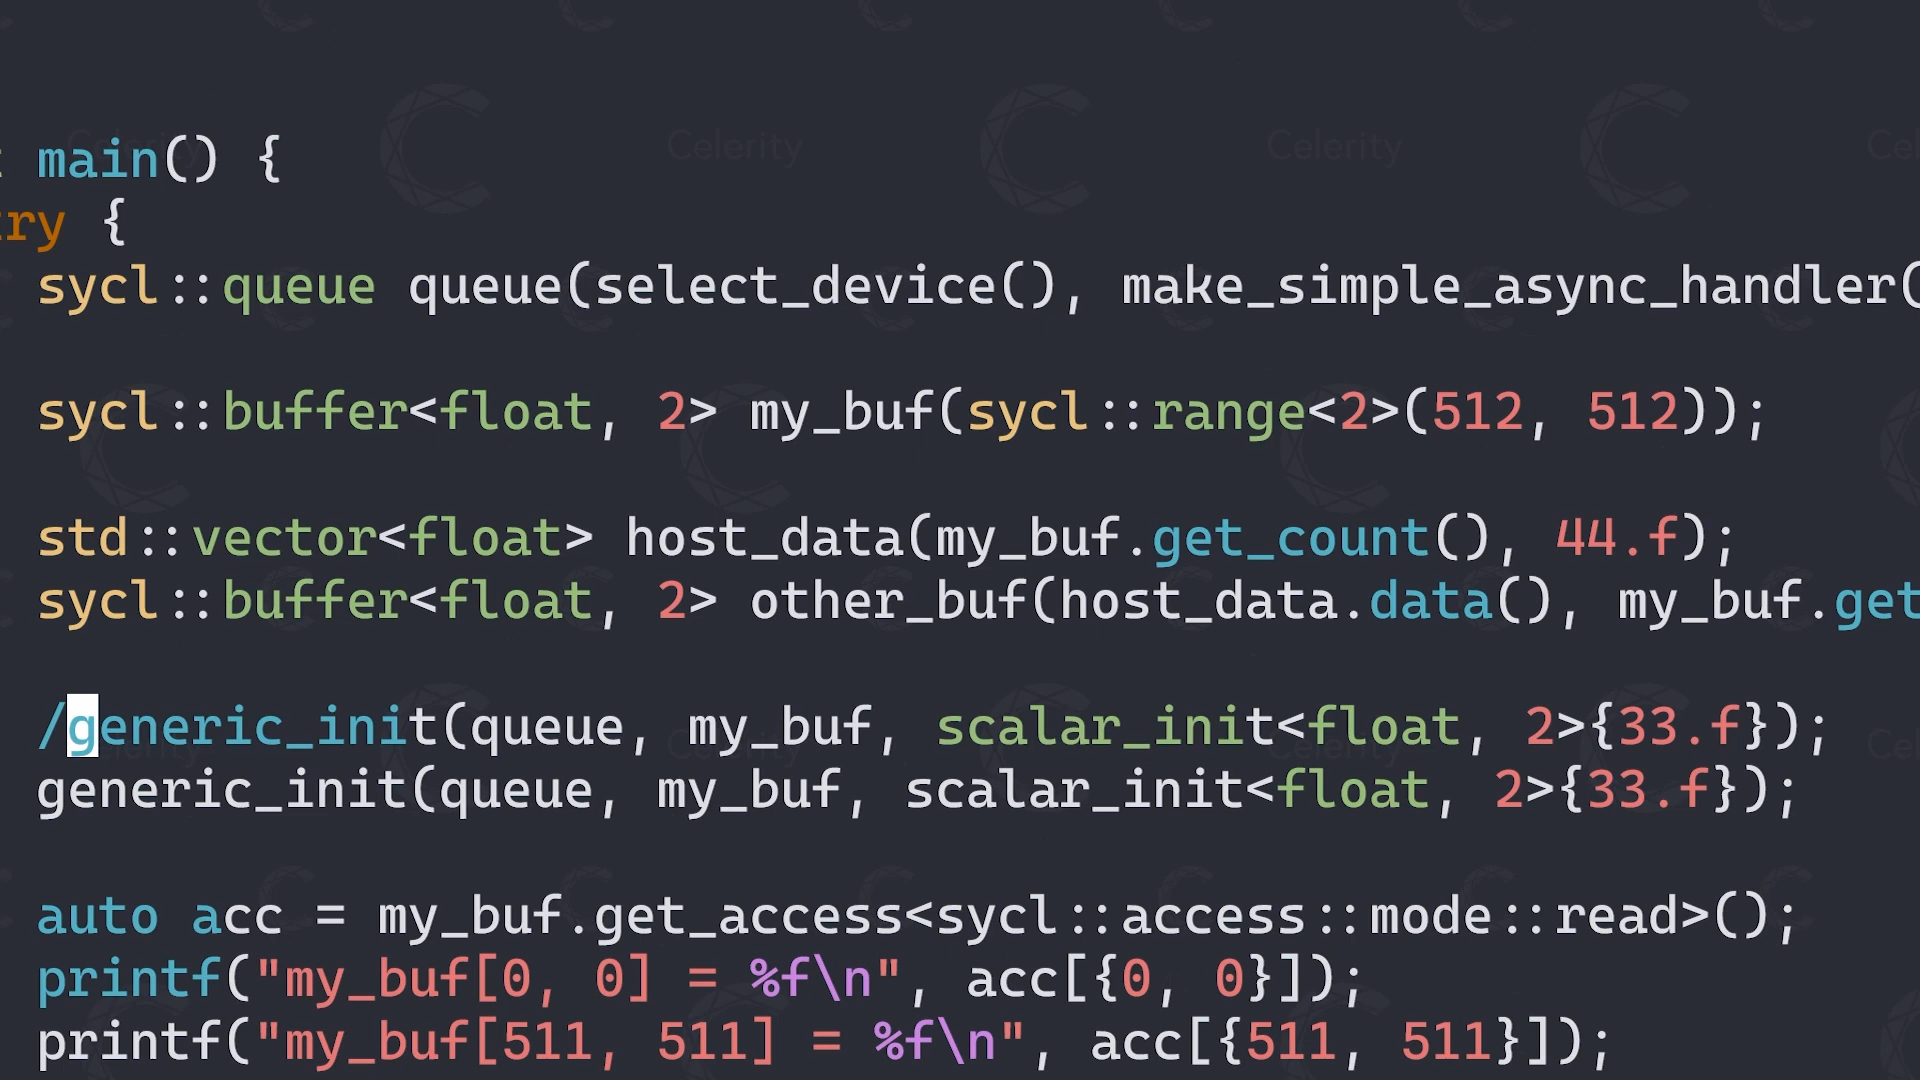 main() {
try {
sycl::queue queue(select_device(), make_simple_async_handler(
sycl::buffer<float, 2> my_buf(sycl::range<2>(512, 512));
std::vector<float> host_data(my_buf.get_count(), 44.f);
sycl::buffer<float, 2> other_buf(host_data.data(), my_buf.get
/generic_init(queue, my_buf, scalar_init<float, 2>{33.f});
generic_init(queue, my_buf, scalar_init<float, 2>{33.f});
auto acc = my_buf.get_access<sycl::access::mode::read>();
printf("my_buf[0, 0] = %f\n", acc[{0, 0}]);
printf("my_buf[511, 511] = %f\n", acc[{511, 511}]);
Celerity
Celerity